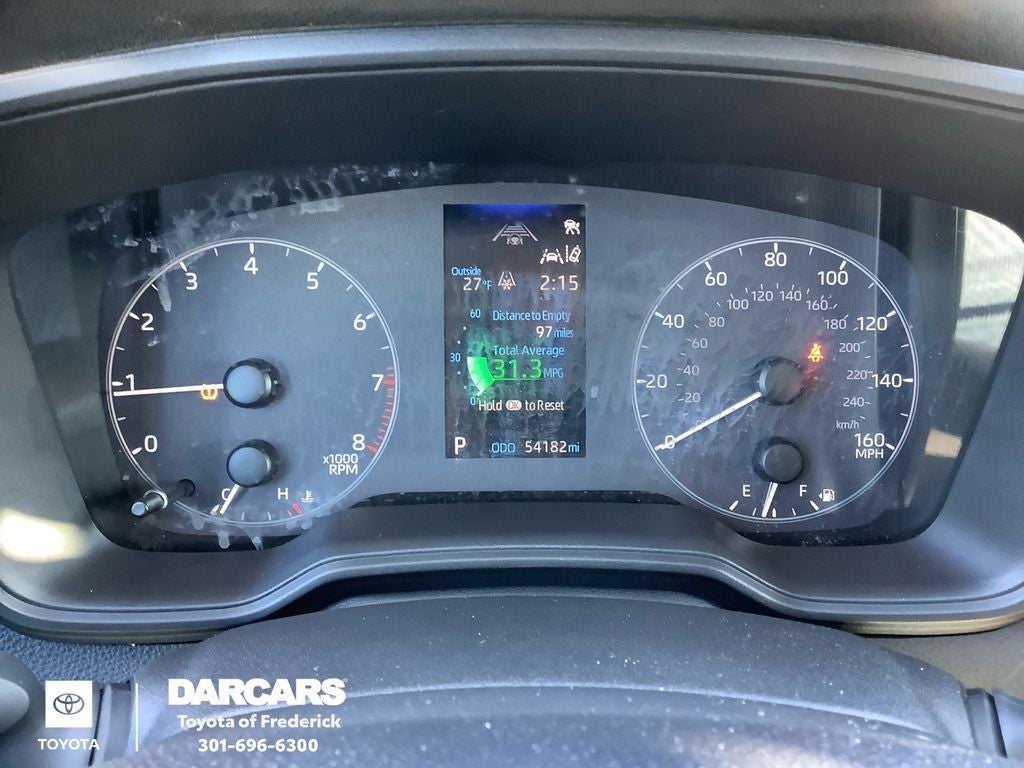 0
1
2
3
4
5
6
7
8
x1000
RPM
C H
Outside
27°F
2:15
60
Distance to Empty
97 miles
Total Average
30
31.3 MPG
0
Hold OK to Reset
P ODO 54182 mi
0
20
40
60
80
100
120
140
160
MPH
20
40
60
80
100
120
140
160
180
200
220
240
km/h
E F
TOYOTA
DARCARS
Toyota of Frederick
301-696-6300